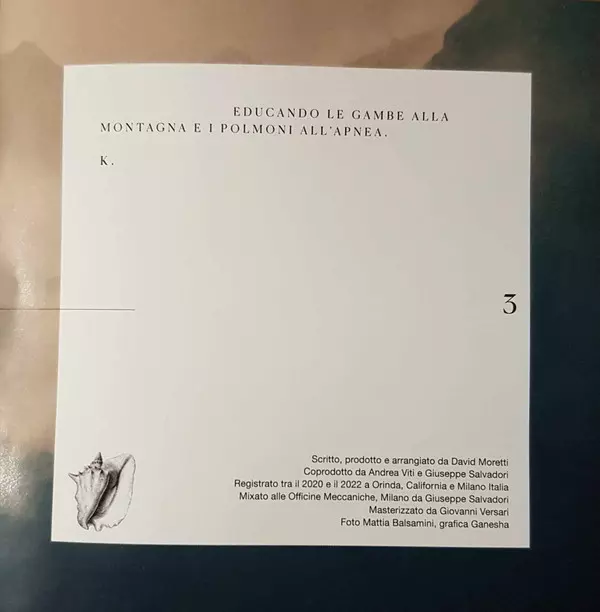 EDUCANDO LE GAMBE ALLA
MONTAGNA E I POLMONI ALL'APNEA.
K.
3
Scritto, prodotto e arrangiato da David Moretti
Coprodotto da Andrea Viti e Giuseppe Salvadori
Registrato tra il 2020 e il 2022 a Orinda, California e Milano Italia
Mixato alle Officine Meccaniche, Milano da Giuseppe Salvadori
Masterizzato da Giovanni Versari
Foto Mattia Balsamini, grafica Ganesha